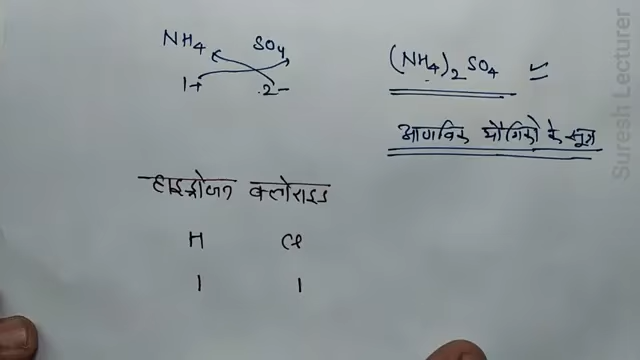 NH4 SO4
1+ 2-
(NH4)2 SO4
आणविक यौगिकों के सूत्र
हाइड्रोजन क्लोराइड
H Cl
1 1
Suresh Lecturer